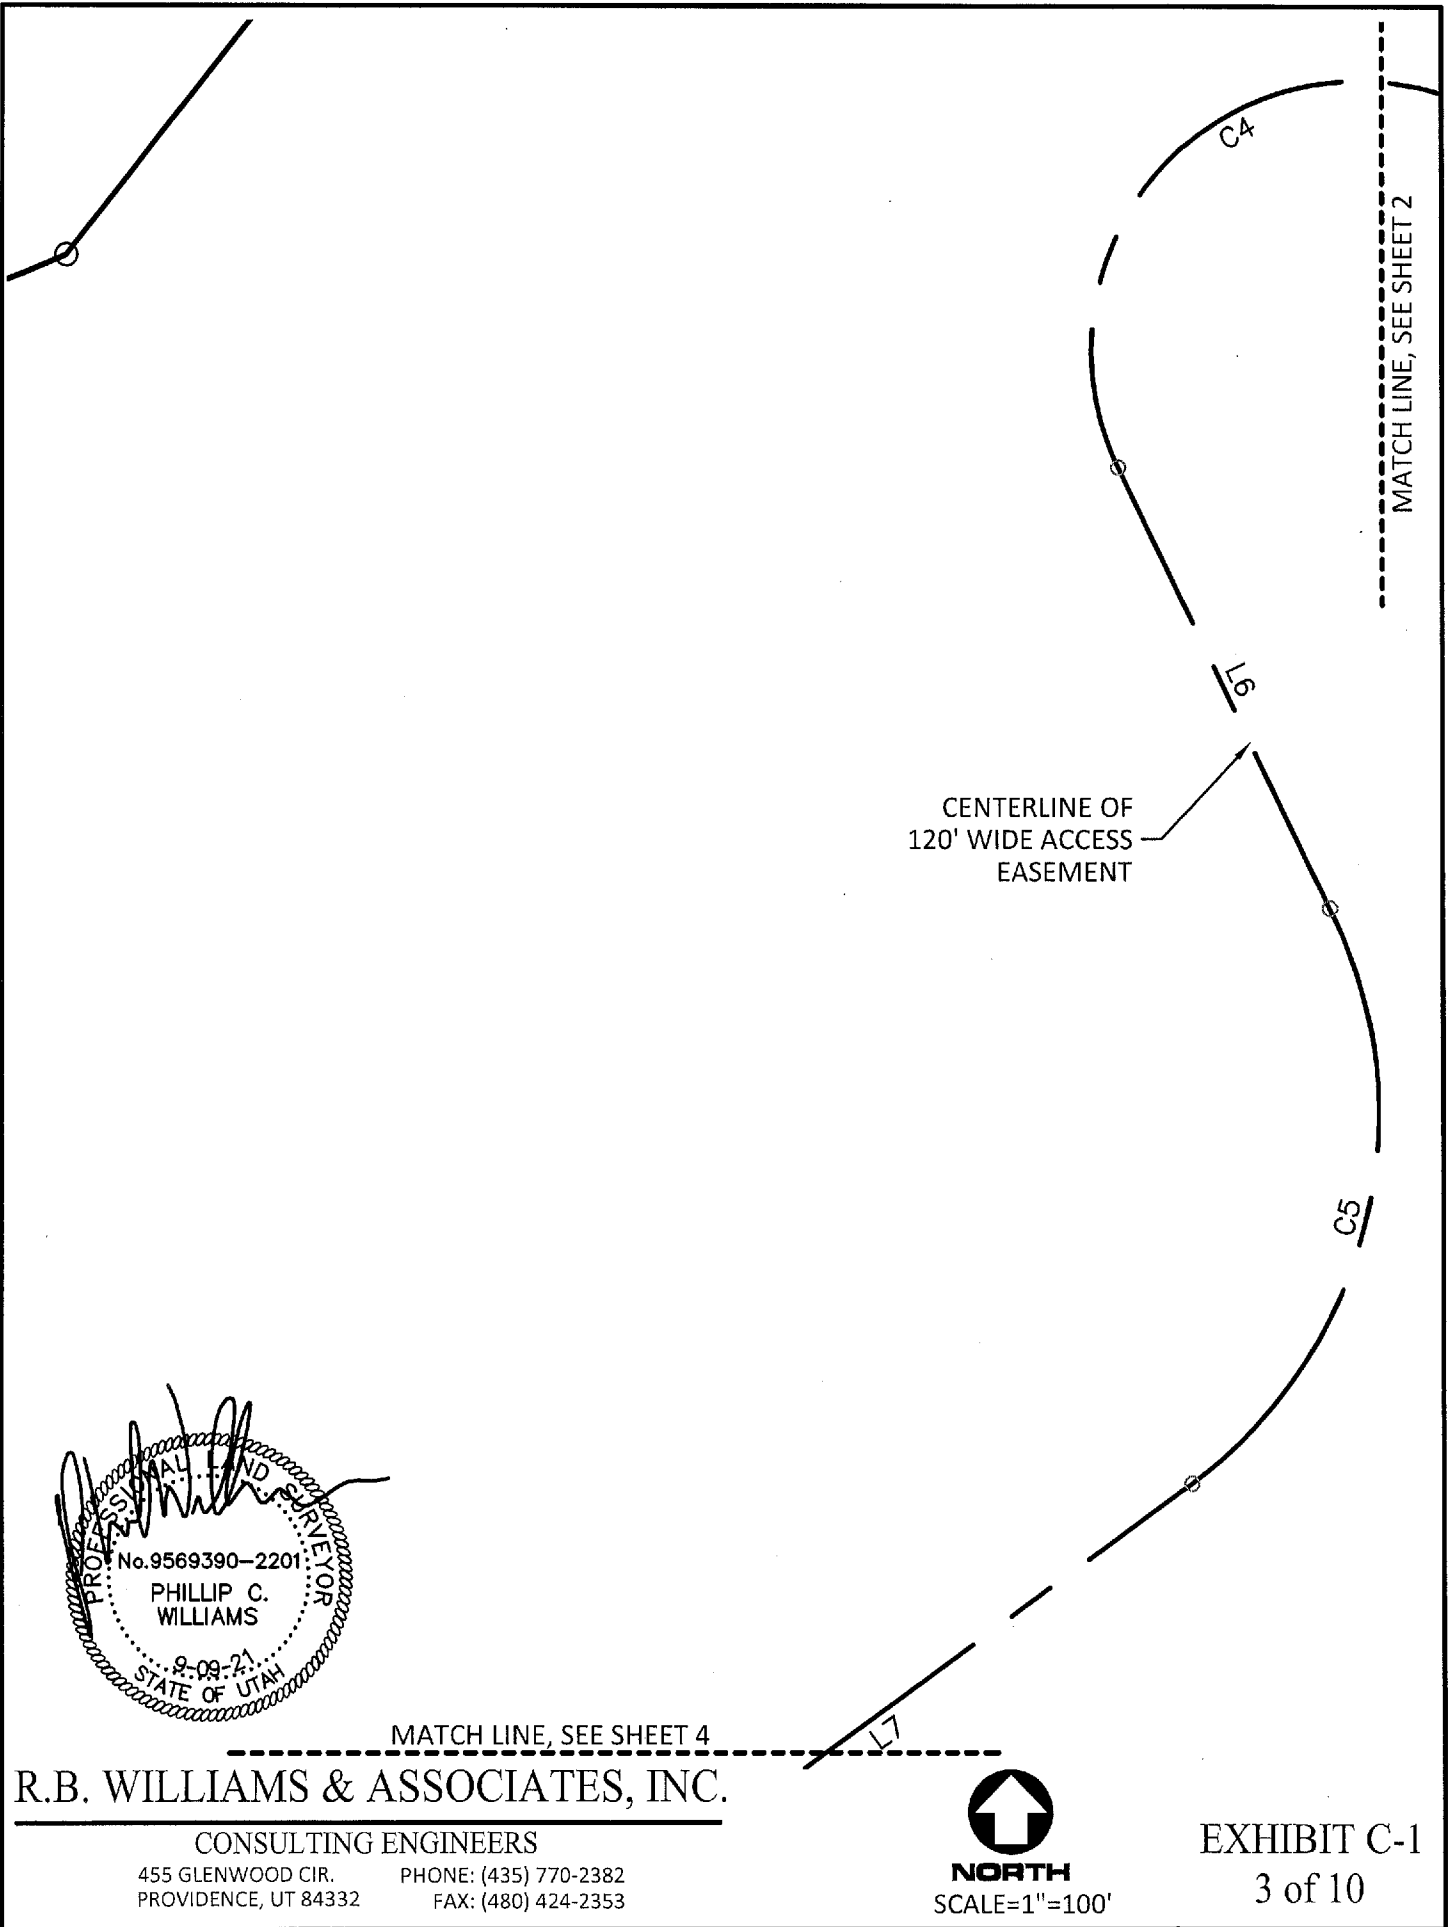 C4
MATCH LINE, SEE SHEET 2
L6
CENTERLINE OF
120' WIDE ACCESS
EASEMENT
C5
PROFESSIONAL LAND SURVEYOR
No.9569390-2201
PHILLIP C.
WILLIAMS
9-09-21
STATE OF UTAH
MATCH LINE, SEE SHEET 4
L7
R.B. WILLIAMS & ASSOCIATES, INC.
CONSULTING ENGINEERS
455 GLENWOOD CIR. PHONE: (435) 770-2382
PROVIDENCE, UT 84332 FAX: (480) 424-2353
NORTH
SCALE=1"=100'
EXHIBIT C-1
3 of 10